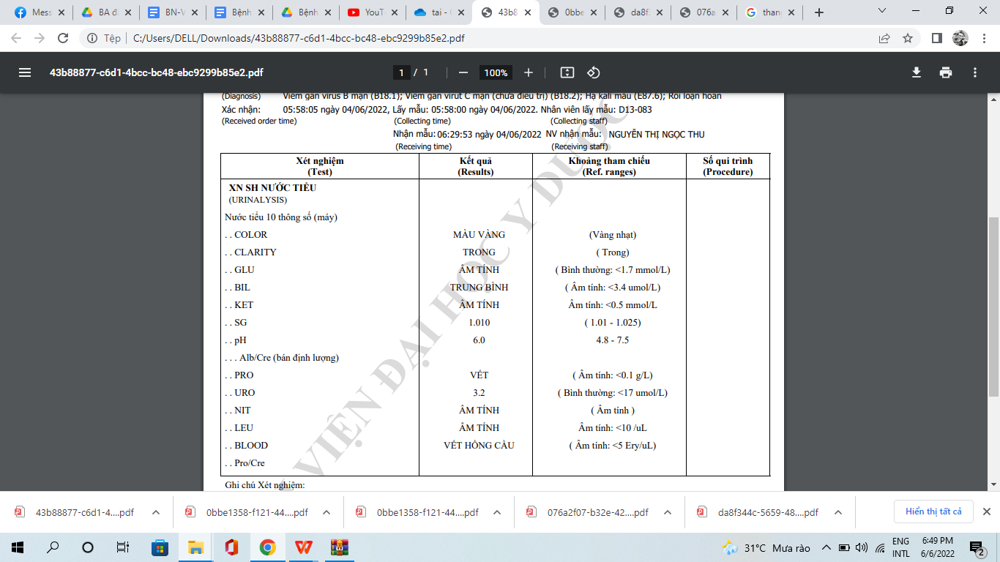 Mess
BA đ
BN-V
Bệnh
Bệnh
YouT
tai - 
43b8
0bbe
da8f
076a
than
Tệp C:/Users/DELL/Downloads/43b88877-c6d1-4bcc-bc48-ebc9299b85e2.pdf
43b88877-c6d1-4bcc-bc48-ebc9299b85e2.pdf 1 / 1 100%
(Diagnosis) Viêm gan virus B mạn (B18.1); Viêm gan virut C mạn (chưa điều trị) (B18.2); Hạ kali máu (E87.6); Rối loạn hoàn
Xác nhận: 05:58:05 ngày 04/06/2022, Lấy mẫu: 05:58:00 ngày 04/06/2022. Nhân viên lấy mẫu: D13-083
(Received order time) (Collecting time) (Collecting staff)
Nhận mẫu: 06:29:53 ngày 04/06/2022 NV nhận mẫu: NGUYỄN THỊ NGỌC THU
(Receiving time) (Receiving staff)
Xét nghiệm Kết quả Khoảng tham chiếu Số qui trình
(Test) (Results) (Ref. ranges) (Procedure)
XN SH NƯỚC TIỂU
(URINALYSIS)
Nước tiểu 10 thông số (máy)
. . COLOR MÀU VÀNG (Vàng nhạt)
. . CLARITY TRONG ( Trong)
. . GLU ÂM TÍNH ( Bình thường: <1.7 mmol/L)
. . BIL TRUNG BÌNH ( Âm tính: <3.4 umol/L)
. . KET ÂM TÍNH Âm tính: <0.5 mmol/L
. . SG 1.010 ( 1.01 - 1.025)
. . pH 6.0 4.8 - 7.5
. . . Alb/Cre (bán định lượng)
. . PRO VẾT ( Âm tính: <0.1 g/L)
. . URO 3.2 ( Bình thường: <17 umol/L)
. . NIT ÂM TÍNH ( Âm tính )
. . LEU ÂM TÍNH Âm tính: <10 /uL
. . BLOOD VẾT HỒNG CẦU ( Âm tính: <5 Ery/uL)
. . Pro/Cre
Ghi chú Xét nghiệm:
VIỆN ĐẠI HỌC Y DƯỢC
43b88877-c6d1-4....pdf
0bbe1358-f121-44....pdf
0bbe1358-f121-44....pdf
076a2f07-b32e-42....pdf
da8f344c-5659-48....pdf
Hiển thị tất cả
31°C Mưa rào
ENG
INTL
6:49 PM
6/6/2022
2